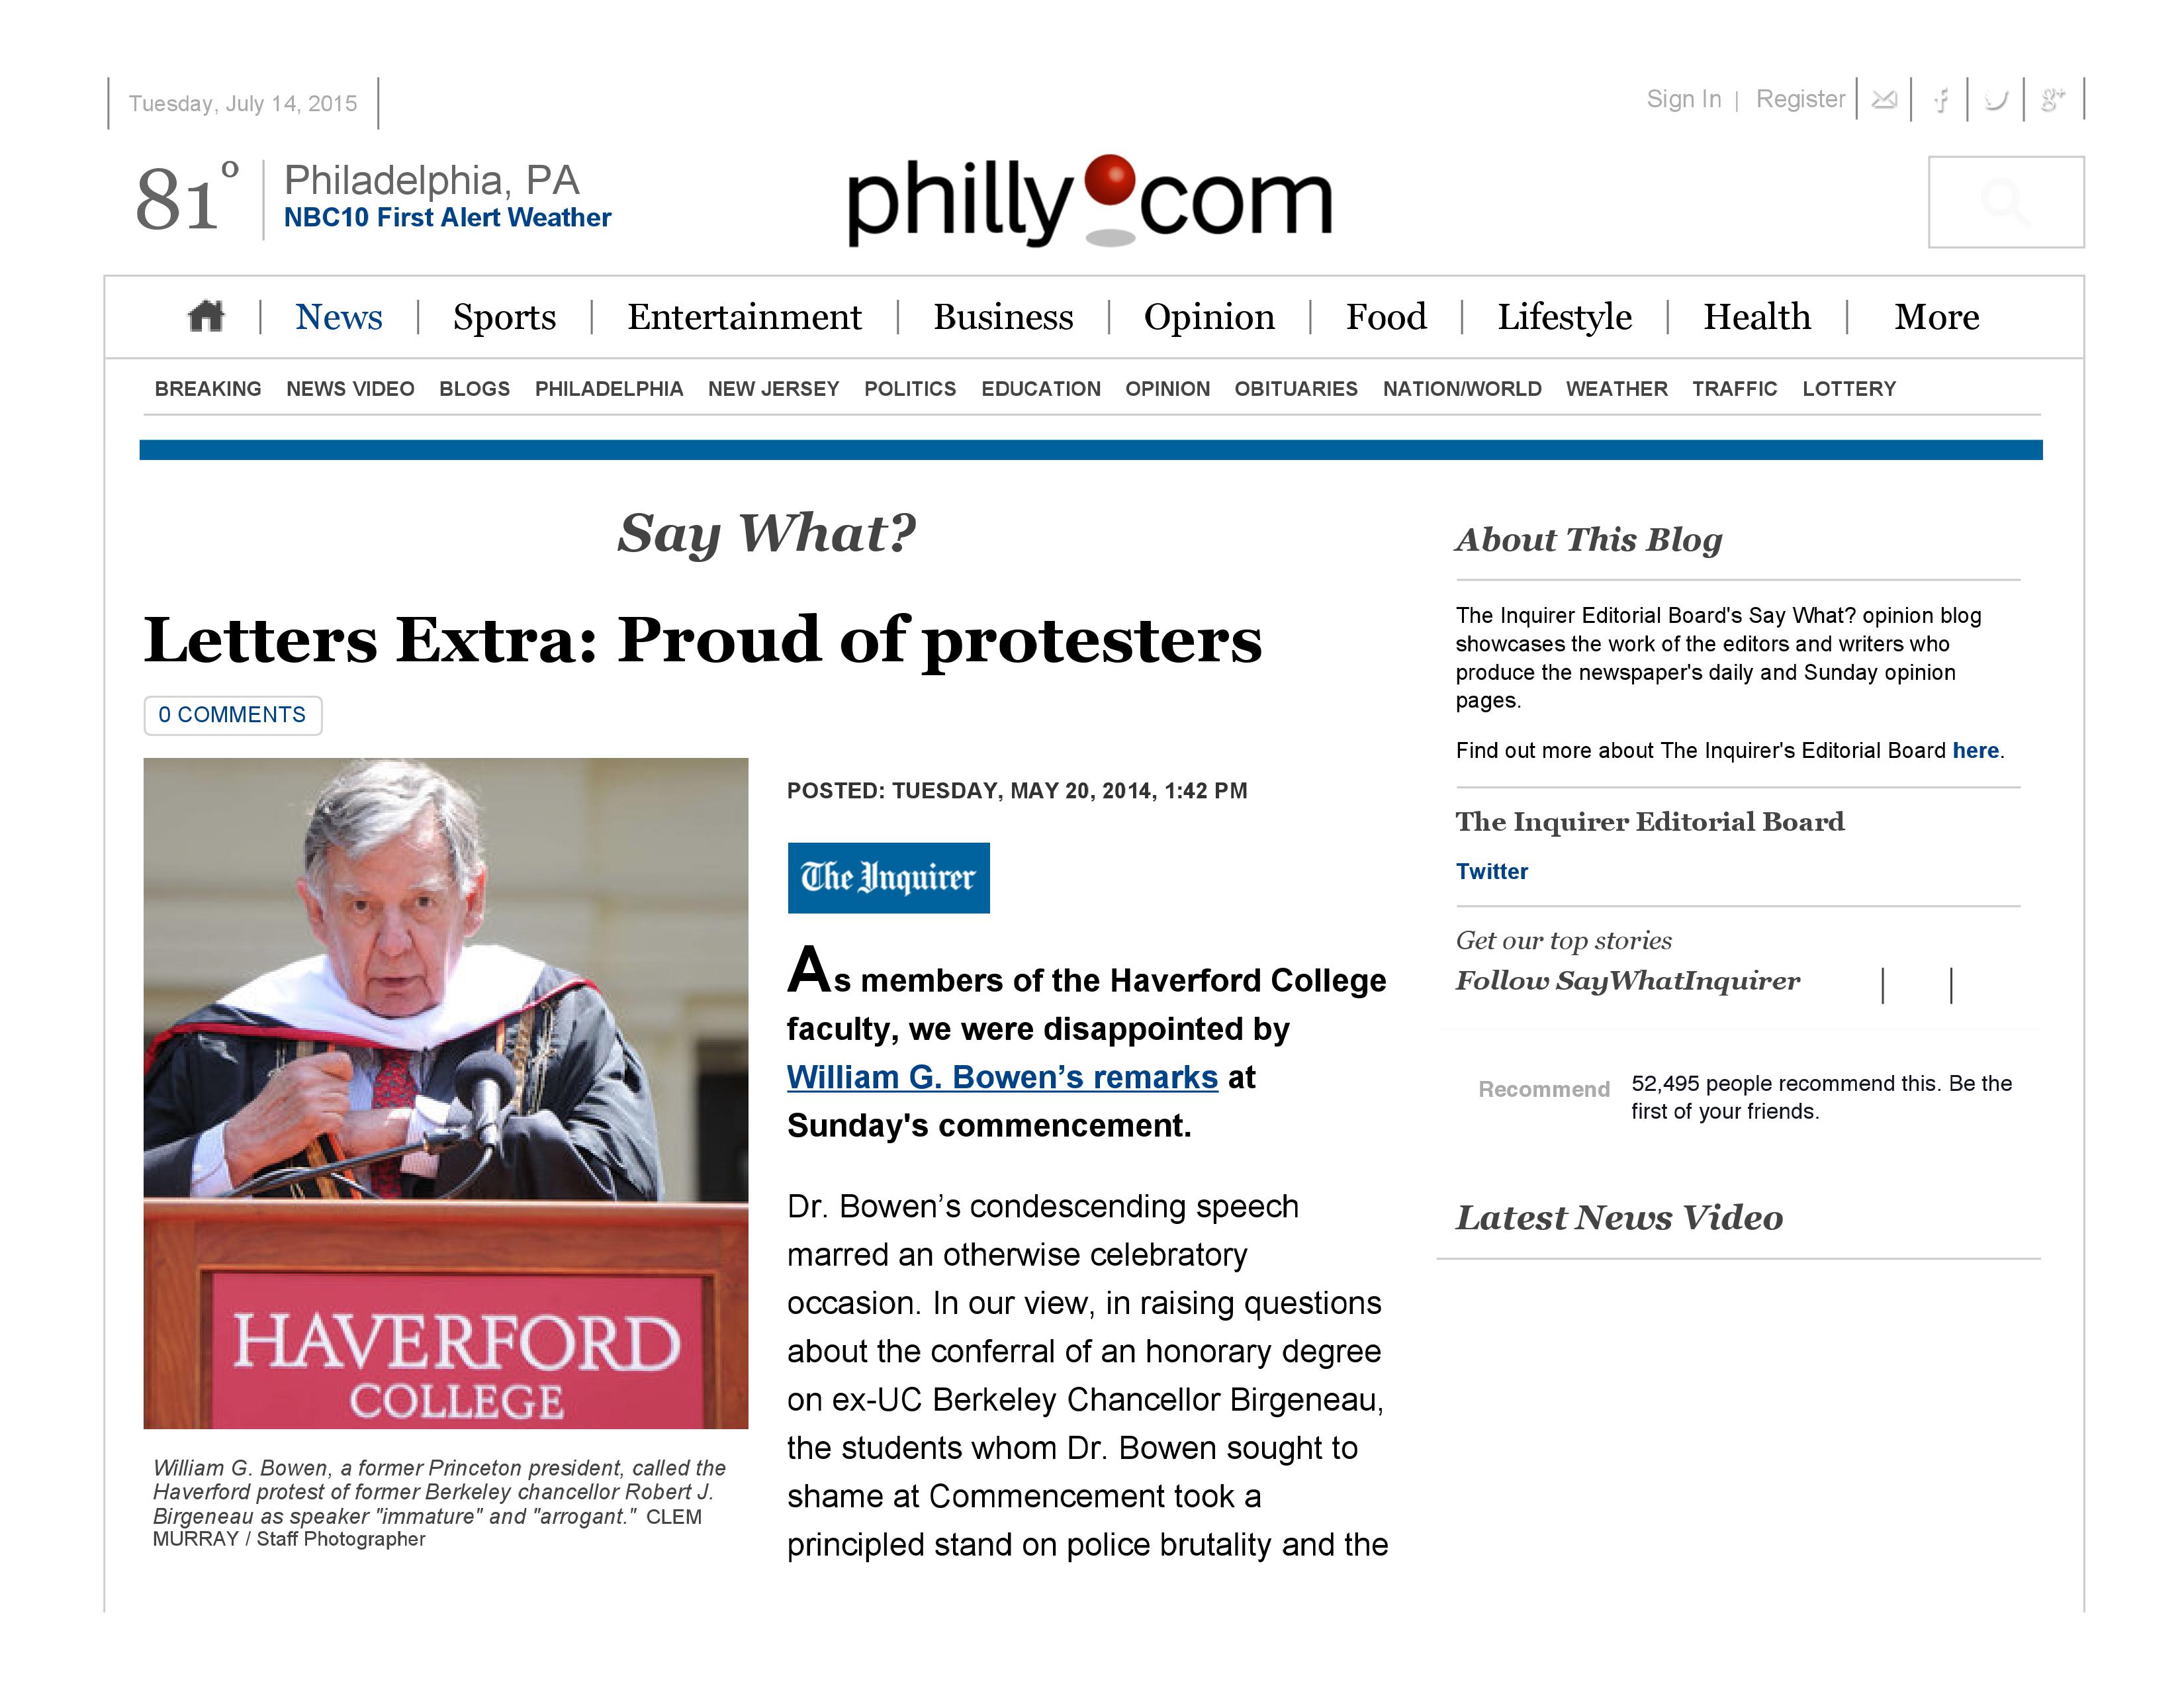 Tuesday, July 14, 2015
Sign In | Register
81°
Philadelphia, PA
NBC10 First Alert Weather
philly.com
News | Sports | Entertainment | Business | Opinion | Food | Lifestyle | Health | More
BREAKING NEWS VIDEO BLOGS PHILADELPHIA NEW JERSEY POLITICS EDUCATION OPINION OBITUARIES NATION/WORLD WEATHER TRAFFIC LOTTERY
Say What?
Letters Extra: Proud of protesters
0 COMMENTS
HAVERFORD
COLLEGE
William G. Bowen, a former Princeton president, called the
Haverford protest of former Berkeley chancellor Robert J.
Birgeneau as speaker "immature" and "arrogant." CLEM
MURRAY / Staff Photographer
POSTED: TUESDAY, MAY 20, 2014, 1:42 PM
The Inquirer
As members of the Haverford College
faculty, we were disappointed by
William G. Bowen’s remarks at
Sunday's commencement.
Dr. Bowen’s condescending speech
marred an otherwise celebratory
occasion. In our view, in raising questions
about the conferral of an honorary degree
on ex-UC Berkeley Chancellor Birgeneau,
the students whom Dr. Bowen sought to
shame at Commencement took a
principled stand on police brutality and the
About This Blog
The Inquirer Editorial Board's Say What? opinion blog
showcases the work of the editors and writers who
produce the newspaper's daily and Sunday opinion
pages.
Find out more about The Inquirer's Editorial Board here.
The Inquirer Editorial Board
Twitter
Get our top stories
Follow SayWhatInquirer
Recommend
52,495 people recommend this. Be the
first of your friends.
Latest News Video